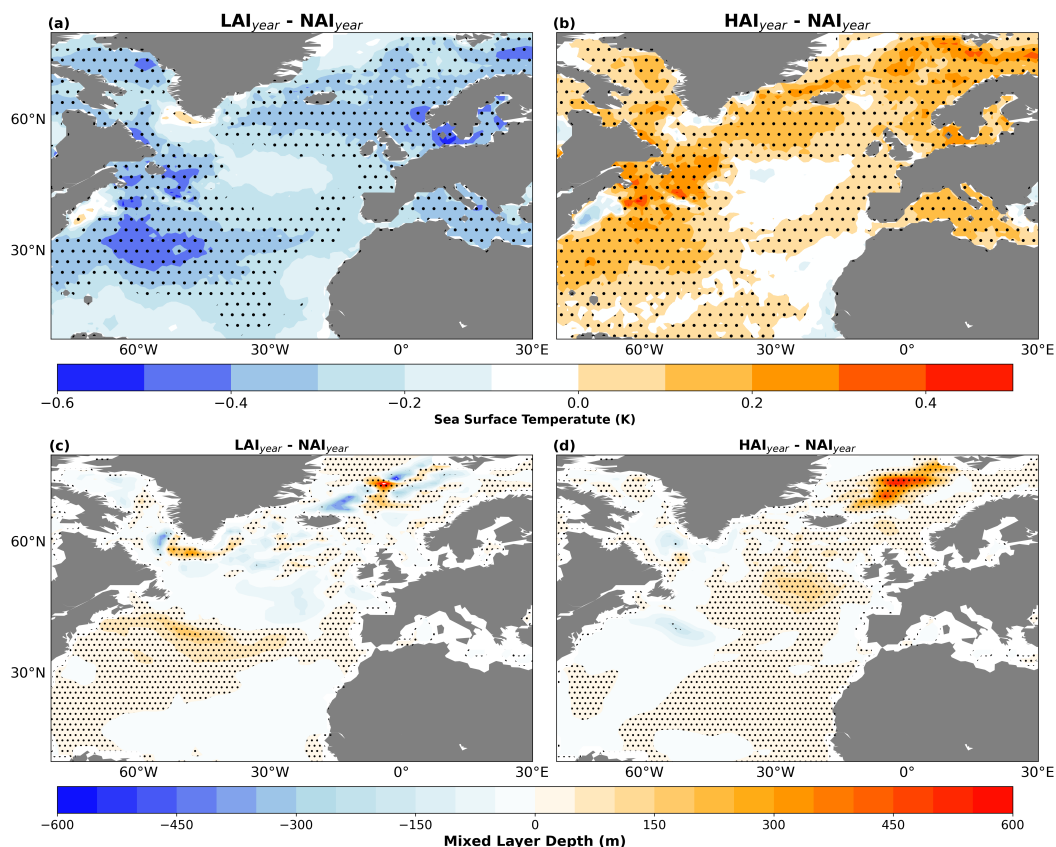 (a) LAIyear - NAIyear
(b) HAIyear - NAIyear
60°N
30°N
60°W 30°W 0° 30°E
60°W 30°W 0° 30°E
−0.6 −0.4 −0.2 0.0 0.2 0.4
Sea Surface Temperatute (K)
(c) LAIyear - NAIyear
(d) HAIyear - NAIyear
60°N
30°N
60°W 30°W 0° 30°E
60°W 30°W 0° 30°E
−600 −450 −300 −150 0 150 300 450 600
Mixed Layer Depth (m)